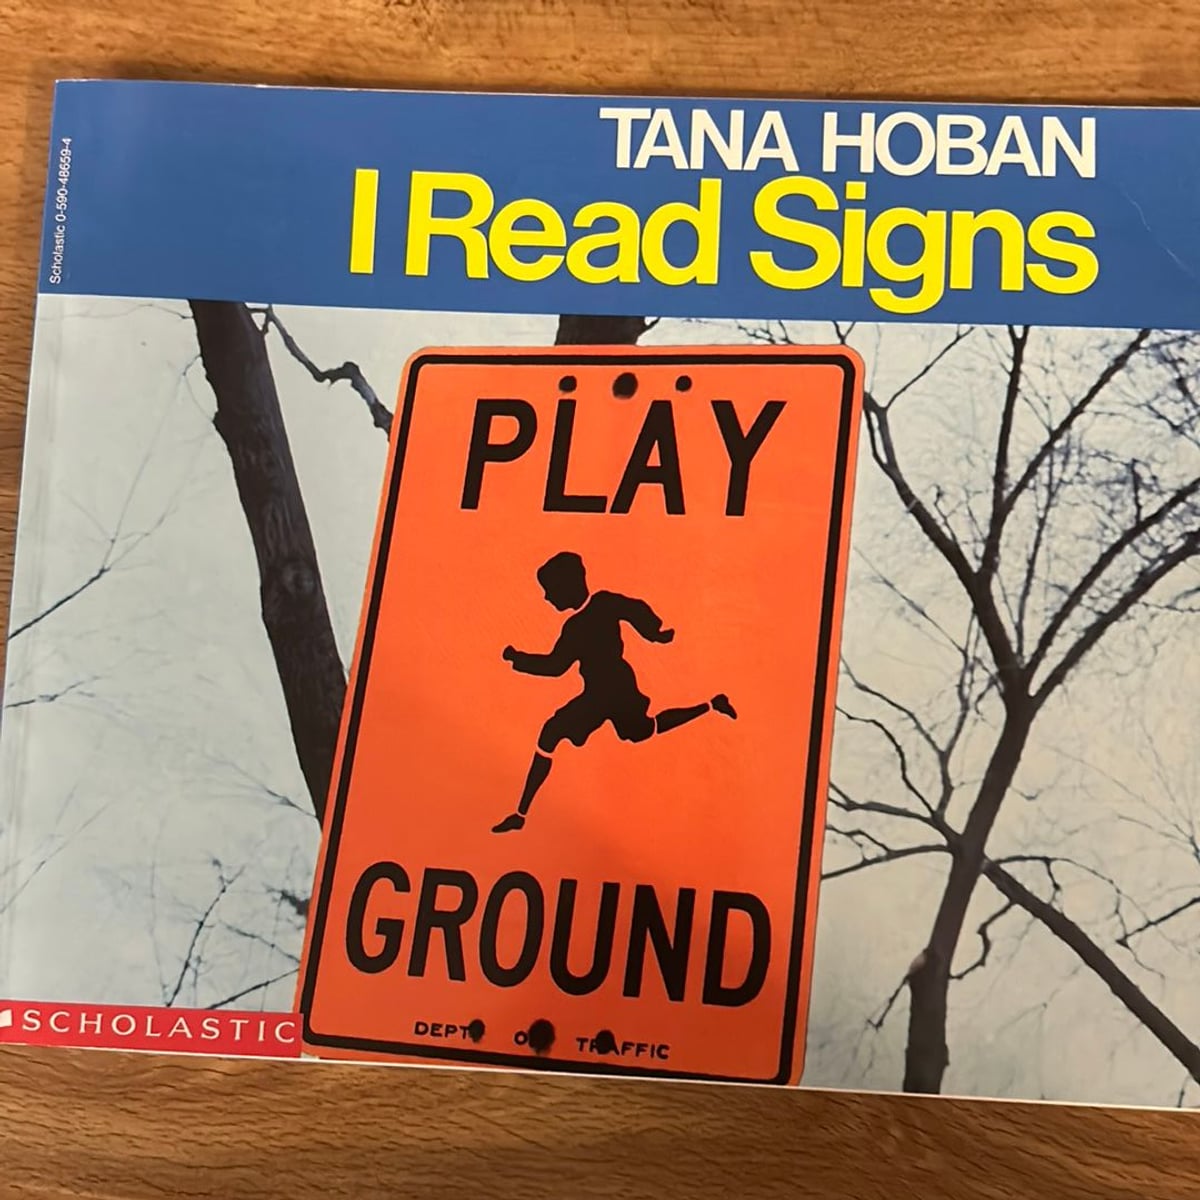 Scholastic 0-590-48659-4
TANA HOBAN
I Read Signs
PLAY
GROUND
DEPT OF TRAFFIC
SCHOLASTIC